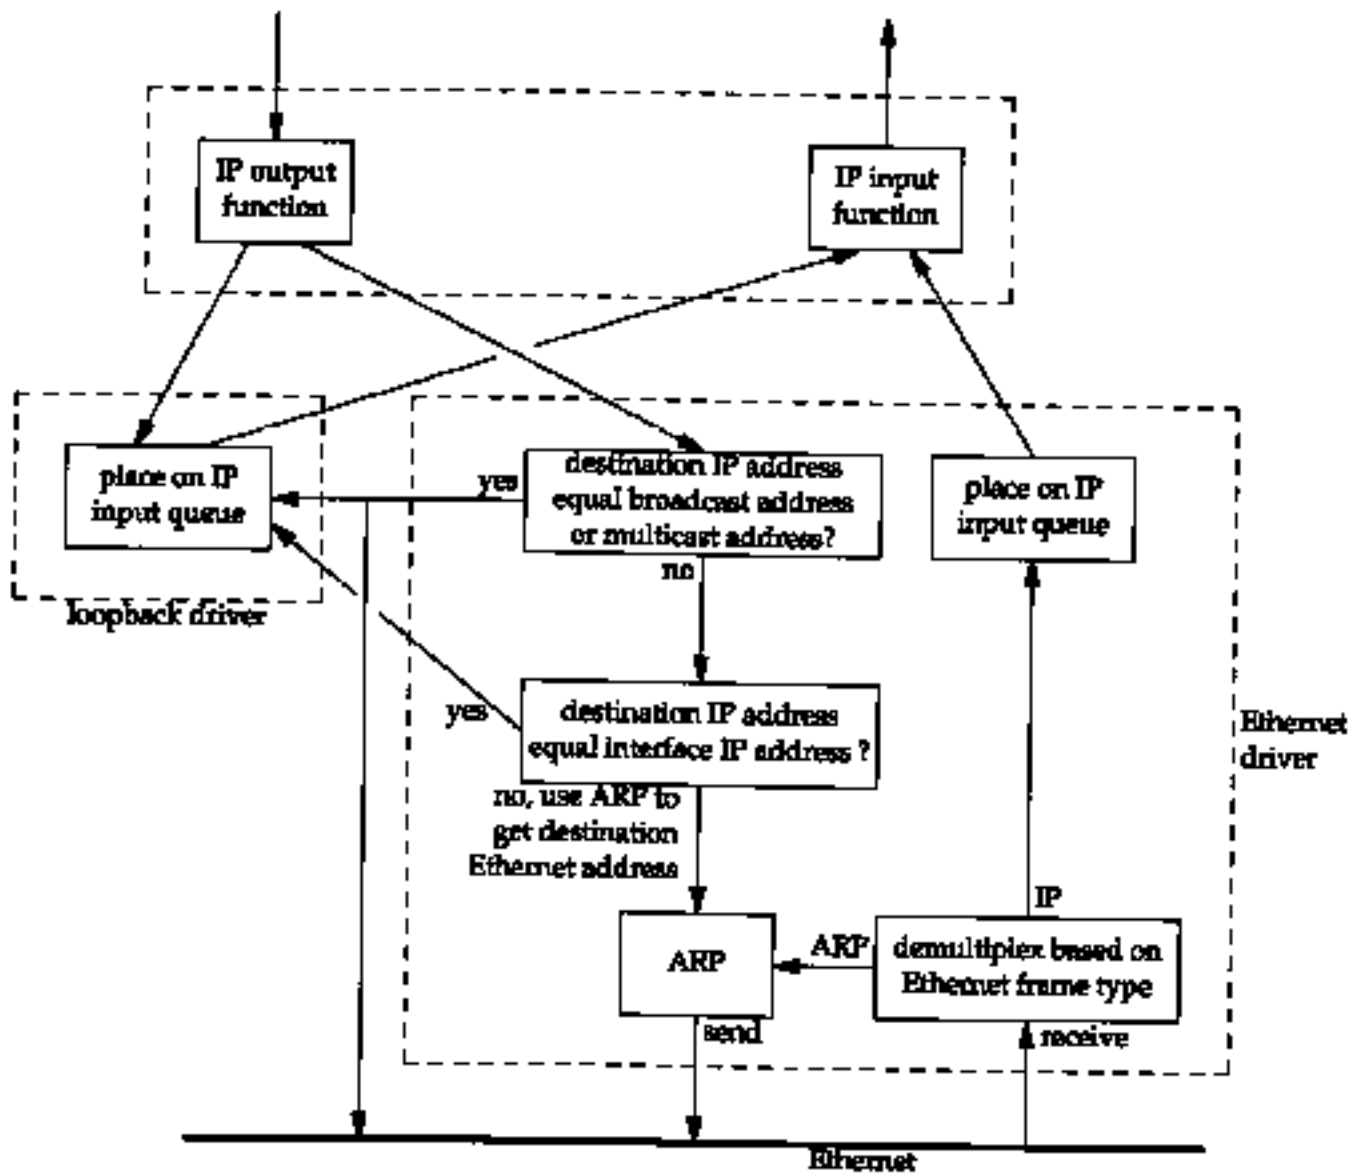 IP output
function
IP input
function
place on IP
input queue
loopback driver
yes
destination IP address
equal broadcast address
or multicast address?
no
place on IP
input queue
yes
destination IP address
equal interface IP address ?
Ethernet
driver
no, use ARP to
get destination
Ethernet address
IP
ARP
ARP
demultiplex based on
Ethernet frame type
send
receive
Ethernet